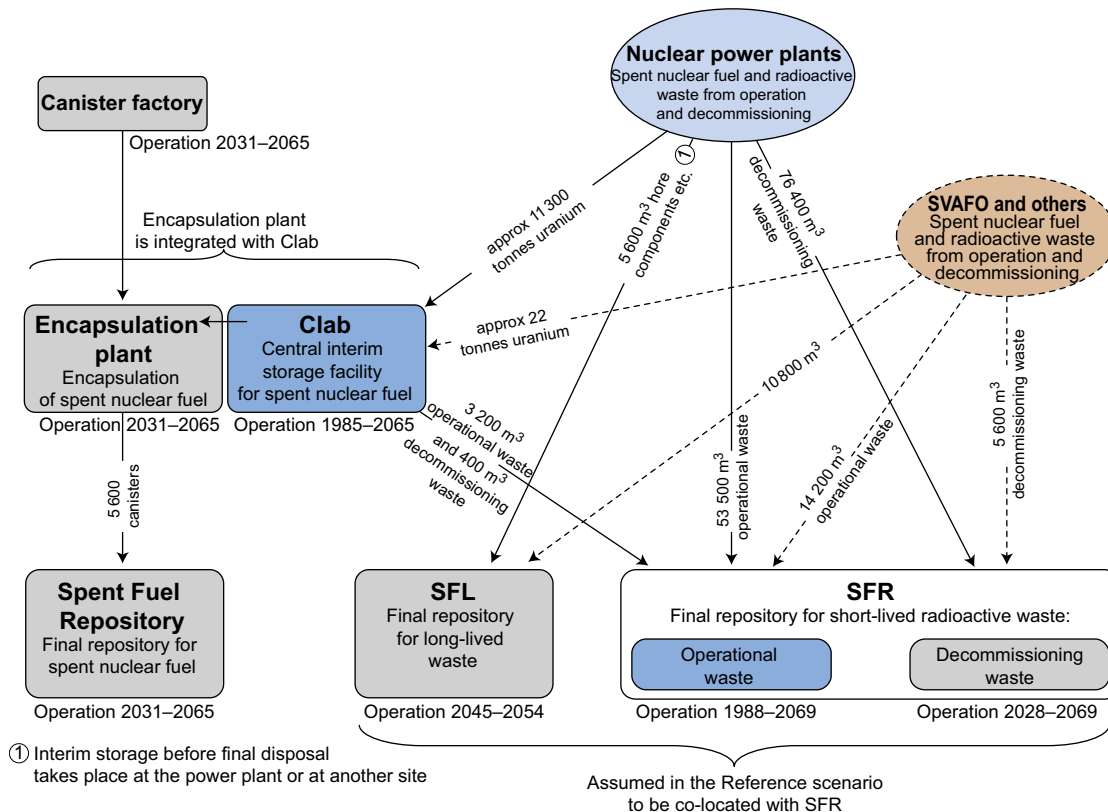 Nuclear power plants
Spent nuclear fuel and radioactive
waste from operation
and decommissioning
Canister factory
Operation 2031–2065
SVAFO and others
Spent nuclear fuel
and radioactive waste
from operation and
decommissioning
Encapsulation plant
is integrated with Clab
approx 11 300
tonnes uranium
5 600 m³ hore
components etc.
1
76 400 m³
decommissioning
waste
Encapsulation
plant
Encapsulation
of spent nuclear fuel
Operation 2031–2065
Clab
Central interim
storage facility
for spent nuclear fuel
Operation 1985–2065
approx 22
tonnes uranium
10 800 m³
3 200 m³
operational waste
and 400 m³
decommissioning
waste
53 500 m³
operational waste
14 200 m³
operational waste
5 600 m³
decommissioning waste
5 600
canisters
Spent Fuel
Repository
Final repository for
spent nuclear fuel
Operation 2031–2065
SFL
Final repository
for long-lived
waste
Operation 2045–2054
SFR
Final repository for short-lived radioactive waste:
Operational
waste
Decommissioning
waste
Operation 1988–2069
Operation 2028–2069
1 Interim storage before final disposal
takes place at the power plant or at another site
Assumed in the Reference scenario
to be co-located with SFR